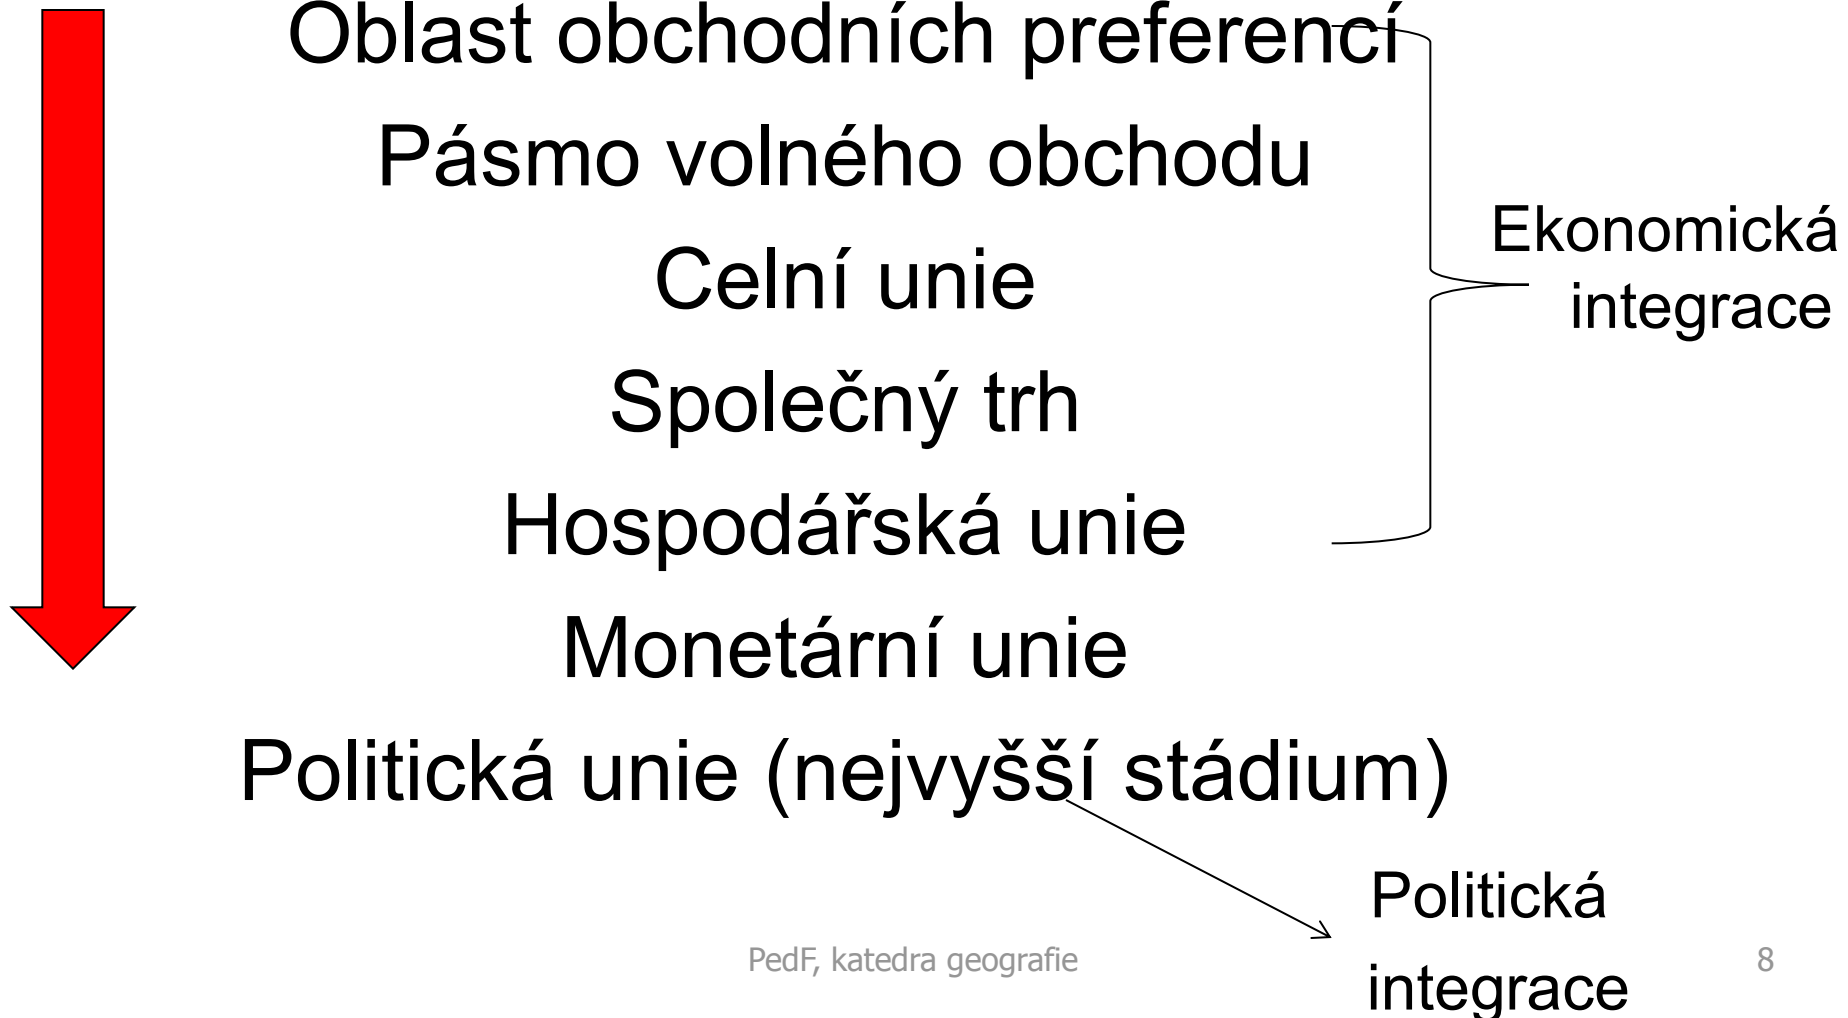 Oblast obchodních preferencí
Pásmo volného obchodu
Celní unie
Společný trh
Hospodářská unie
Monetární unie
Politická unie (nejvyšší stádium)
Ekonomická
integrace
Politická
integrace
PedF, katedra geografie
8